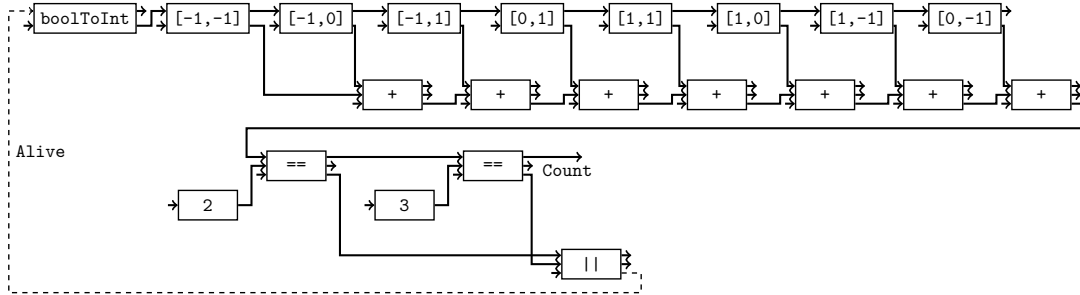 boolToInt [-1,-1] [-1,0] [-1,1] [0,1] [1,1] [1,0] [1,-1] [0,-1]
+ + + + + + +
Alive
== ==
Count
2 3
||